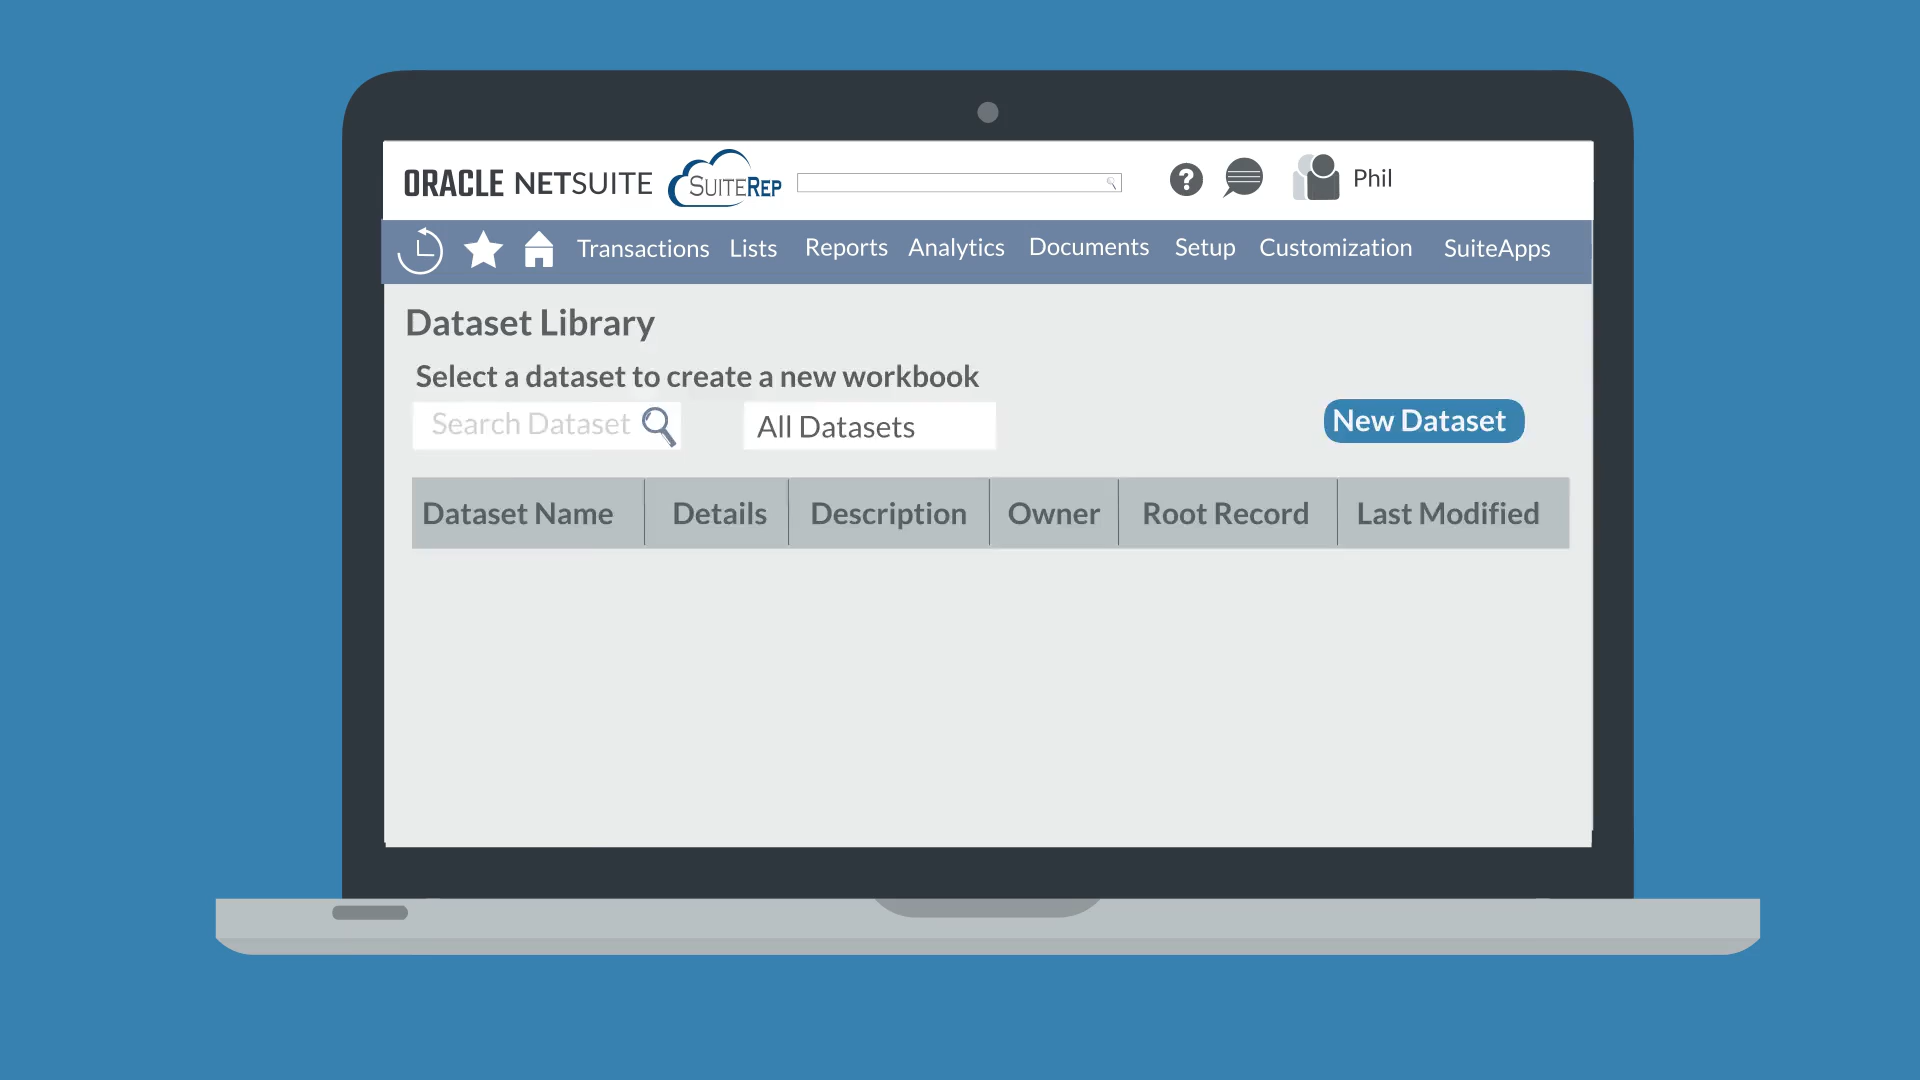 ORACLE NETSUITE SUITEREP Phil
Transactions Lists Reports Analytics Documents Setup Customization SuiteApps
Dataset Library
Select a dataset to create a new workbook
Search Dataset All Datasets New Dataset
Dataset Name Details Description Owner Root Record Last Modified